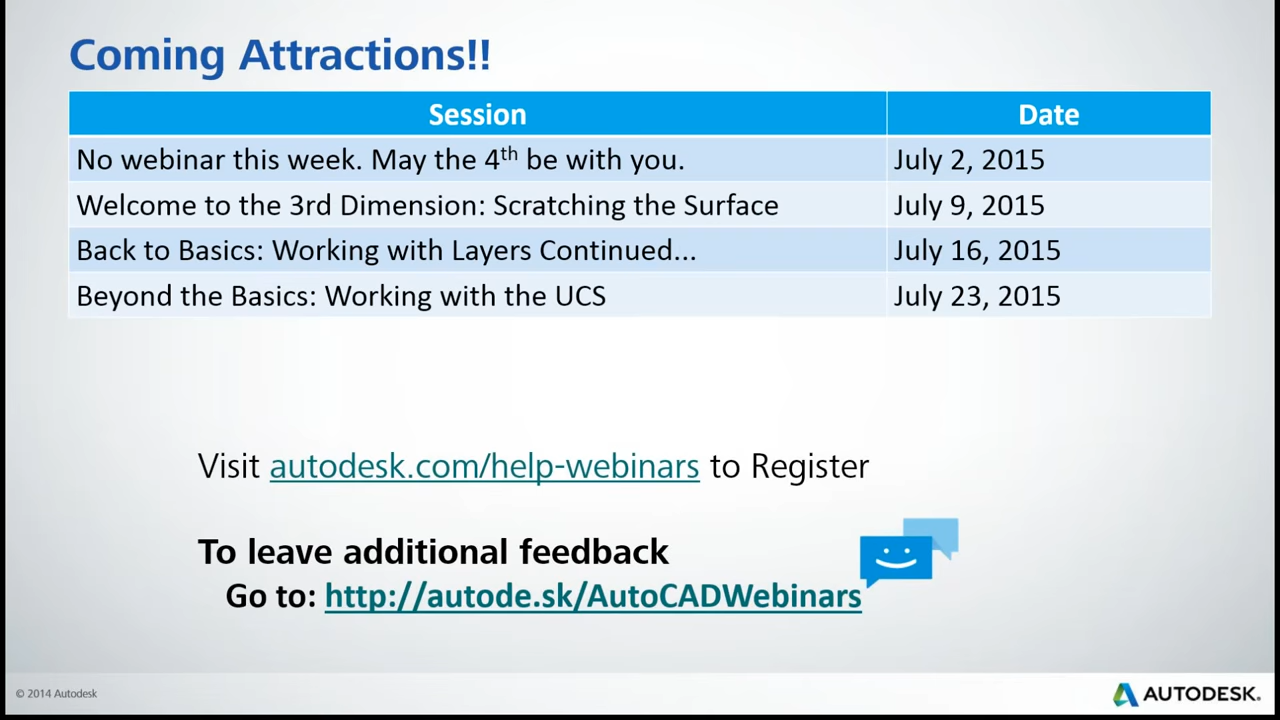 Coming Attractions!!
Session Date
No webinar this week. May the 4th be with you. July 2, 2015
Welcome to the 3rd Dimension: Scratching the Surface July 9, 2015
Back to Basics: Working with Layers Continued... July 16, 2015
Beyond the Basics: Working with the UCS July 23, 2015
Visit autodesk.com/help-webinars to Register
To leave additional feedback
Go to: http://autode.sk/AutoCADWebinars
© 2014 Autodesk
AUTODESK.